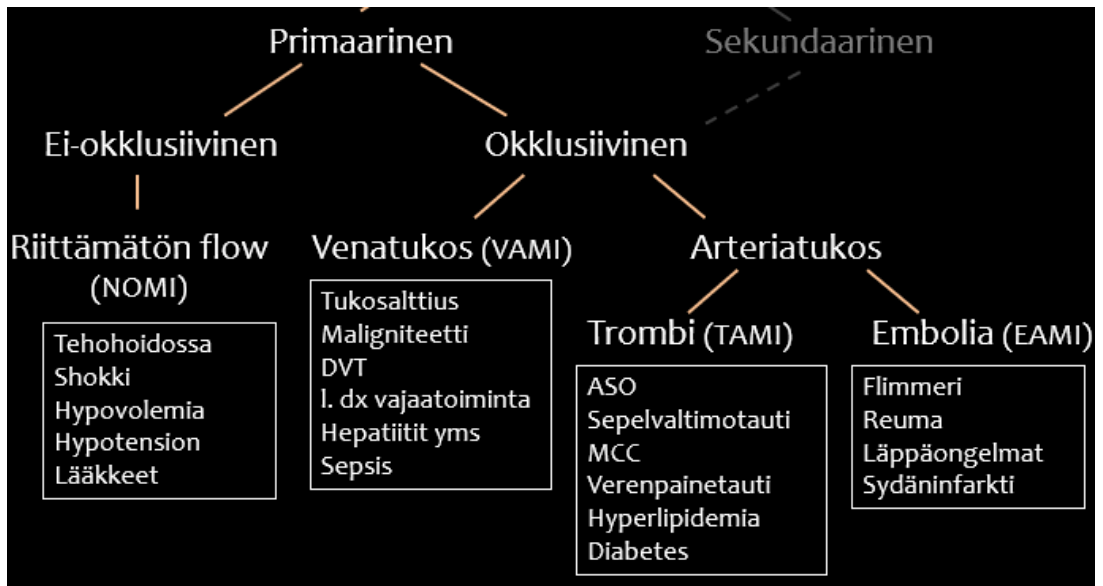 Primaarinen
Sekundaarinen
Ei-okklusiivinen
Okklusiivinen
Riittämätön flow
(NOMI)
Tehohoidossa
Shokki
Hypovolemia
Hypotension
Lääkkeet
Venatukos (VAMI)
Tukosalttius
Maligniteetti
DVT
l. dx vajaatoiminta
Hepatiitit yms
Sepsis
Arteriatukos
Trombi (TAMI)
ASO
Sepelvaltimotauti
MCC
Verenpainetauti
Hyperlipidemia
Diabetes
Embolia (EAMI)
Flimmeri
Reuma
Läppäongelmat
Sydäninfarkti